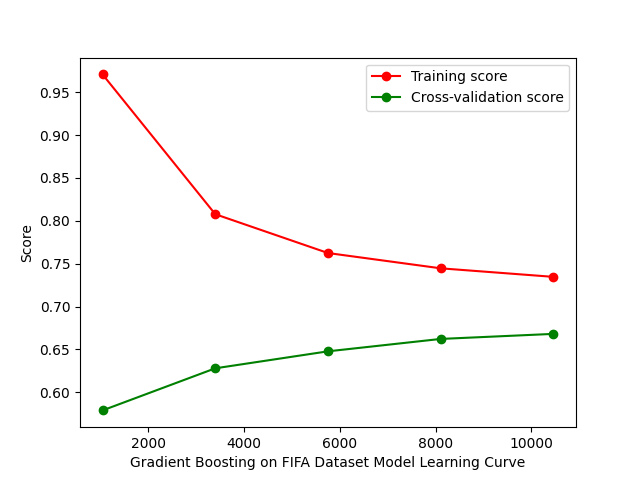 Training score
Cross-validation score
Score
0.95
0.90
0.85
0.80
0.75
0.70
0.65
0.60
2000 4000 6000 8000 10000
Gradient Boosting on FIFA Dataset Model Learning Curve